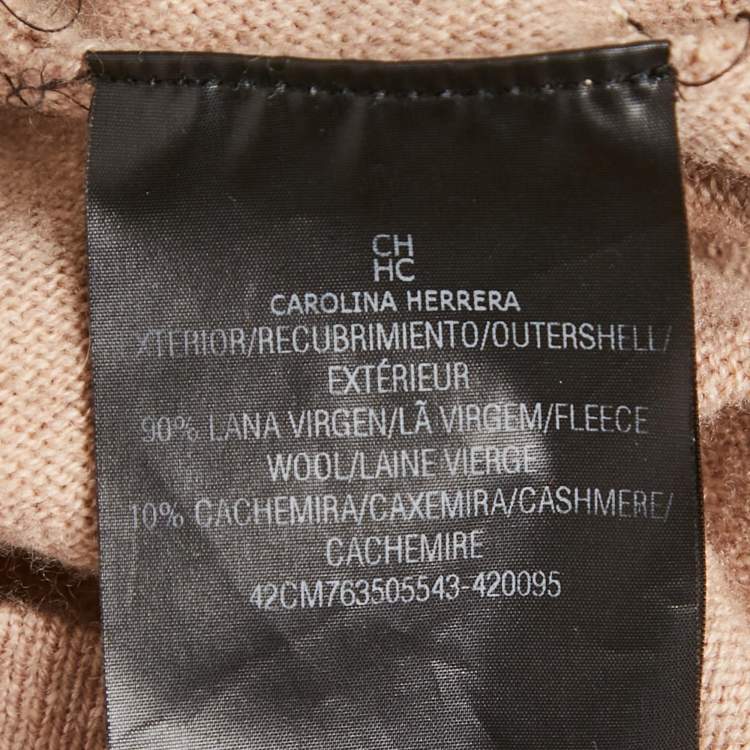 CH
HC
CAROLINA HERRERA
EXTERIOR/RECUBRIMIENTO/OUTERSHELL/
EXTÉRIEUR
90% LANA VIRGEN/LÃ VIRGEM/FLEECE
WOOL/LAINE VIERGE
10% CACHEMIRA/CAXEMIRA/CASHMERE/
CACHEMIRE
42CM763505543-420095